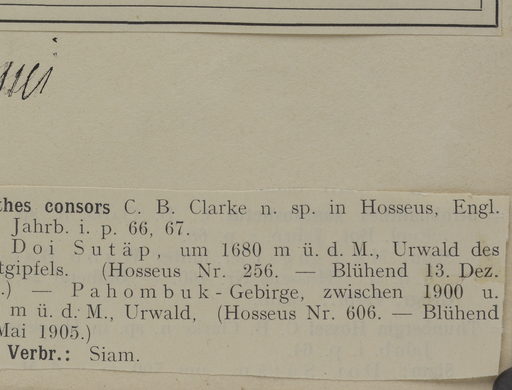 thes consors C. B. Clarke n. sp. in Hosseus, Engl.
Jahrb. i. p. 66, 67.
Doi Sutäp, um 1680 m ü. d. M., Urwald des
tgipfels. (Hosseus Nr. 256. — Blühend 13. Dez.
.) — Pahombuk-Gebirge, zwischen 1900 u.
m ü. d. M., Urwald, (Hosseus Nr. 606. — Blühend
Mai 1905.)
Verbr.: Siam.